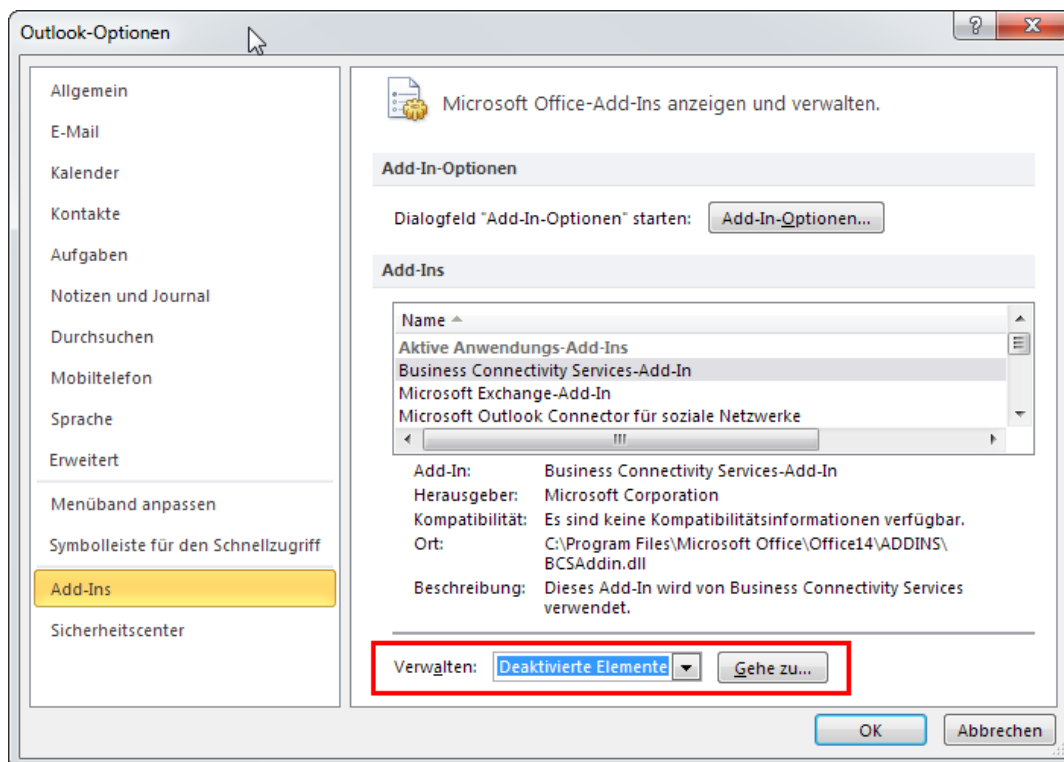 Outlook-Optionen
Allgemein
E-Mail
Kalender
Kontakte
Aufgaben
Notizen und Journal
Durchsuchen
Mobiltelefon
Sprache
Erweitert
Menüband anpassen
Symbolleiste für den Schnellzugriff
Add-Ins
Sicherheitscenter
Microsoft Office-Add-Ins anzeigen und verwalten.
Add-In-Optionen
Dialogfeld "Add-In-Optionen" starten: Add-In-Optionen...
Add-Ins
Name
Aktive Anwendungs-Add-Ins
Business Connectivity Services-Add-In
Microsoft Exchange-Add-In
Microsoft Outlook Connector für soziale Netzwerke
Add-In: Business Connectivity Services-Add-In
Herausgeber: Microsoft Corporation
Kompatibilität: Es sind keine Kompatibilitätsinformationen verfügbar.
Ort: C:\Program Files\Microsoft Office\Office14\ADDINS\
BCSAddin.dll
Beschreibung: Dieses Add-In wird von Business Connectivity Services
verwendet.
Verwalten: Deaktivierte Elemente Gehe zu...
OK Abbrechen